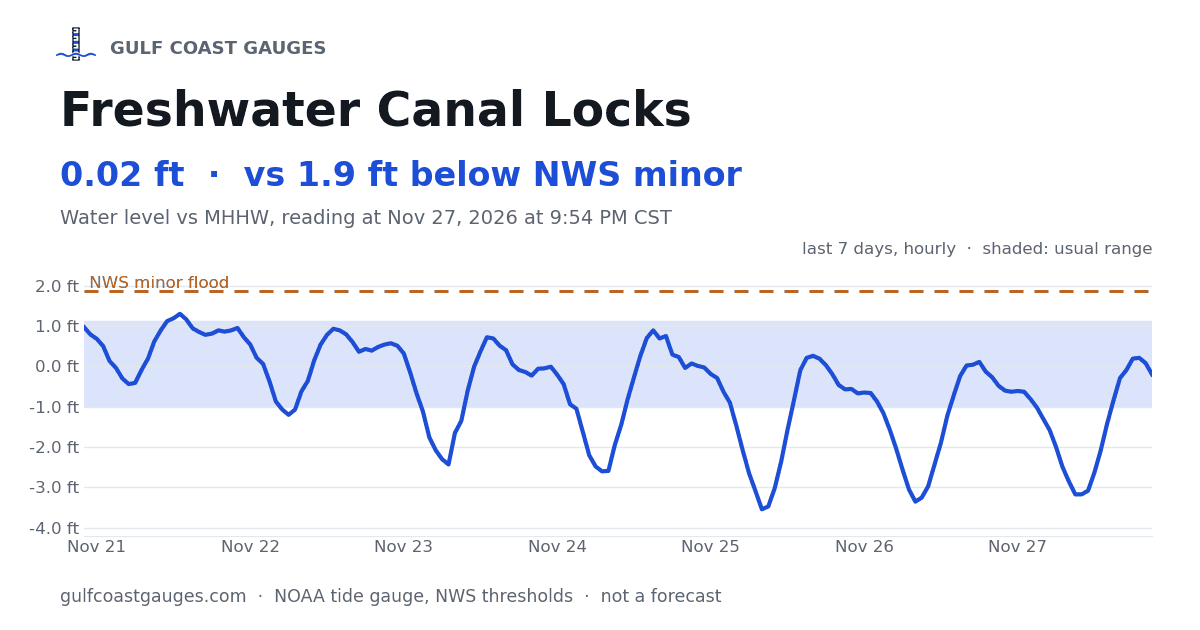 GULF COAST GAUGES
Freshwater Canal Locks
0.02 ft · vs 1.9 ft below NWS minor
Water level vs MHHW, reading at Nov 27, 2026 at 9:54 PM CST
last 7 days, hourly · shaded: usual range
NWS minor flood
2.0 ft
1.0 ft
0.0 ft
-1.0 ft
-2.0 ft
-3.0 ft
-4.0 ft
Nov 21 Nov 22 Nov 23 Nov 24 Nov 25 Nov 26 Nov 27
gulfcoastgauges.com · NOAA tide gauge, NWS thresholds · not a forecast